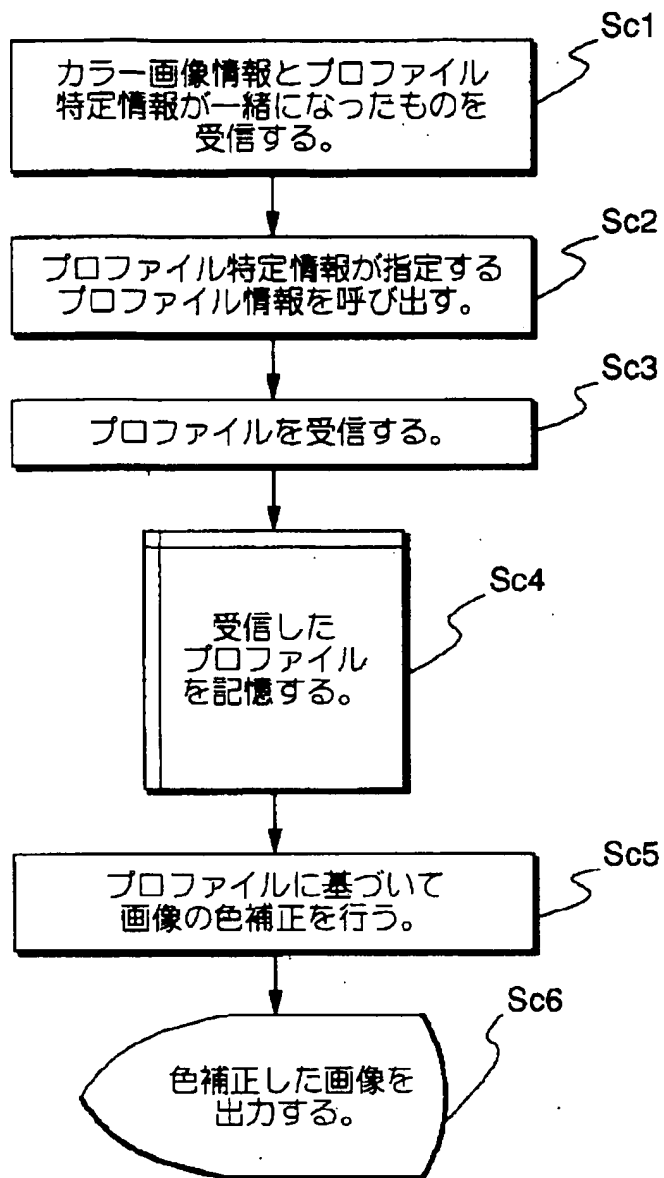 Sc1
カラー画像情報とプロファイル
特定情報が一緒になったものを
受信する。
Sc2
プロファイル特定情報が指定する
プロファイル情報を呼び出す。
Sc3
プロファイルを受信する。
Sc4
受信した
プロファイル
を記憶する。
Sc5
プロファイルに基づいて
画像の色補正を行う。
Sc6
色補正した画像を
出力する。